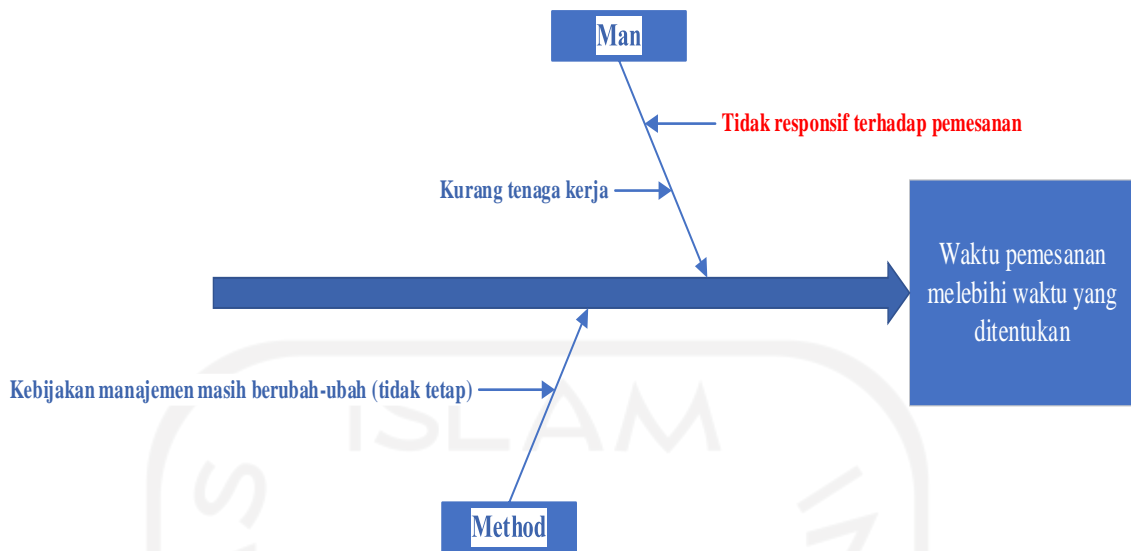 Man
Tidak responsif terhadap pemesanan
Kurang tenaga kerja
Waktu pemesanan
melebihi waktu yang
ditentukan
Kebijakan manajemen masih berubah-ubah (tidak tetap)
ISLAM
Method